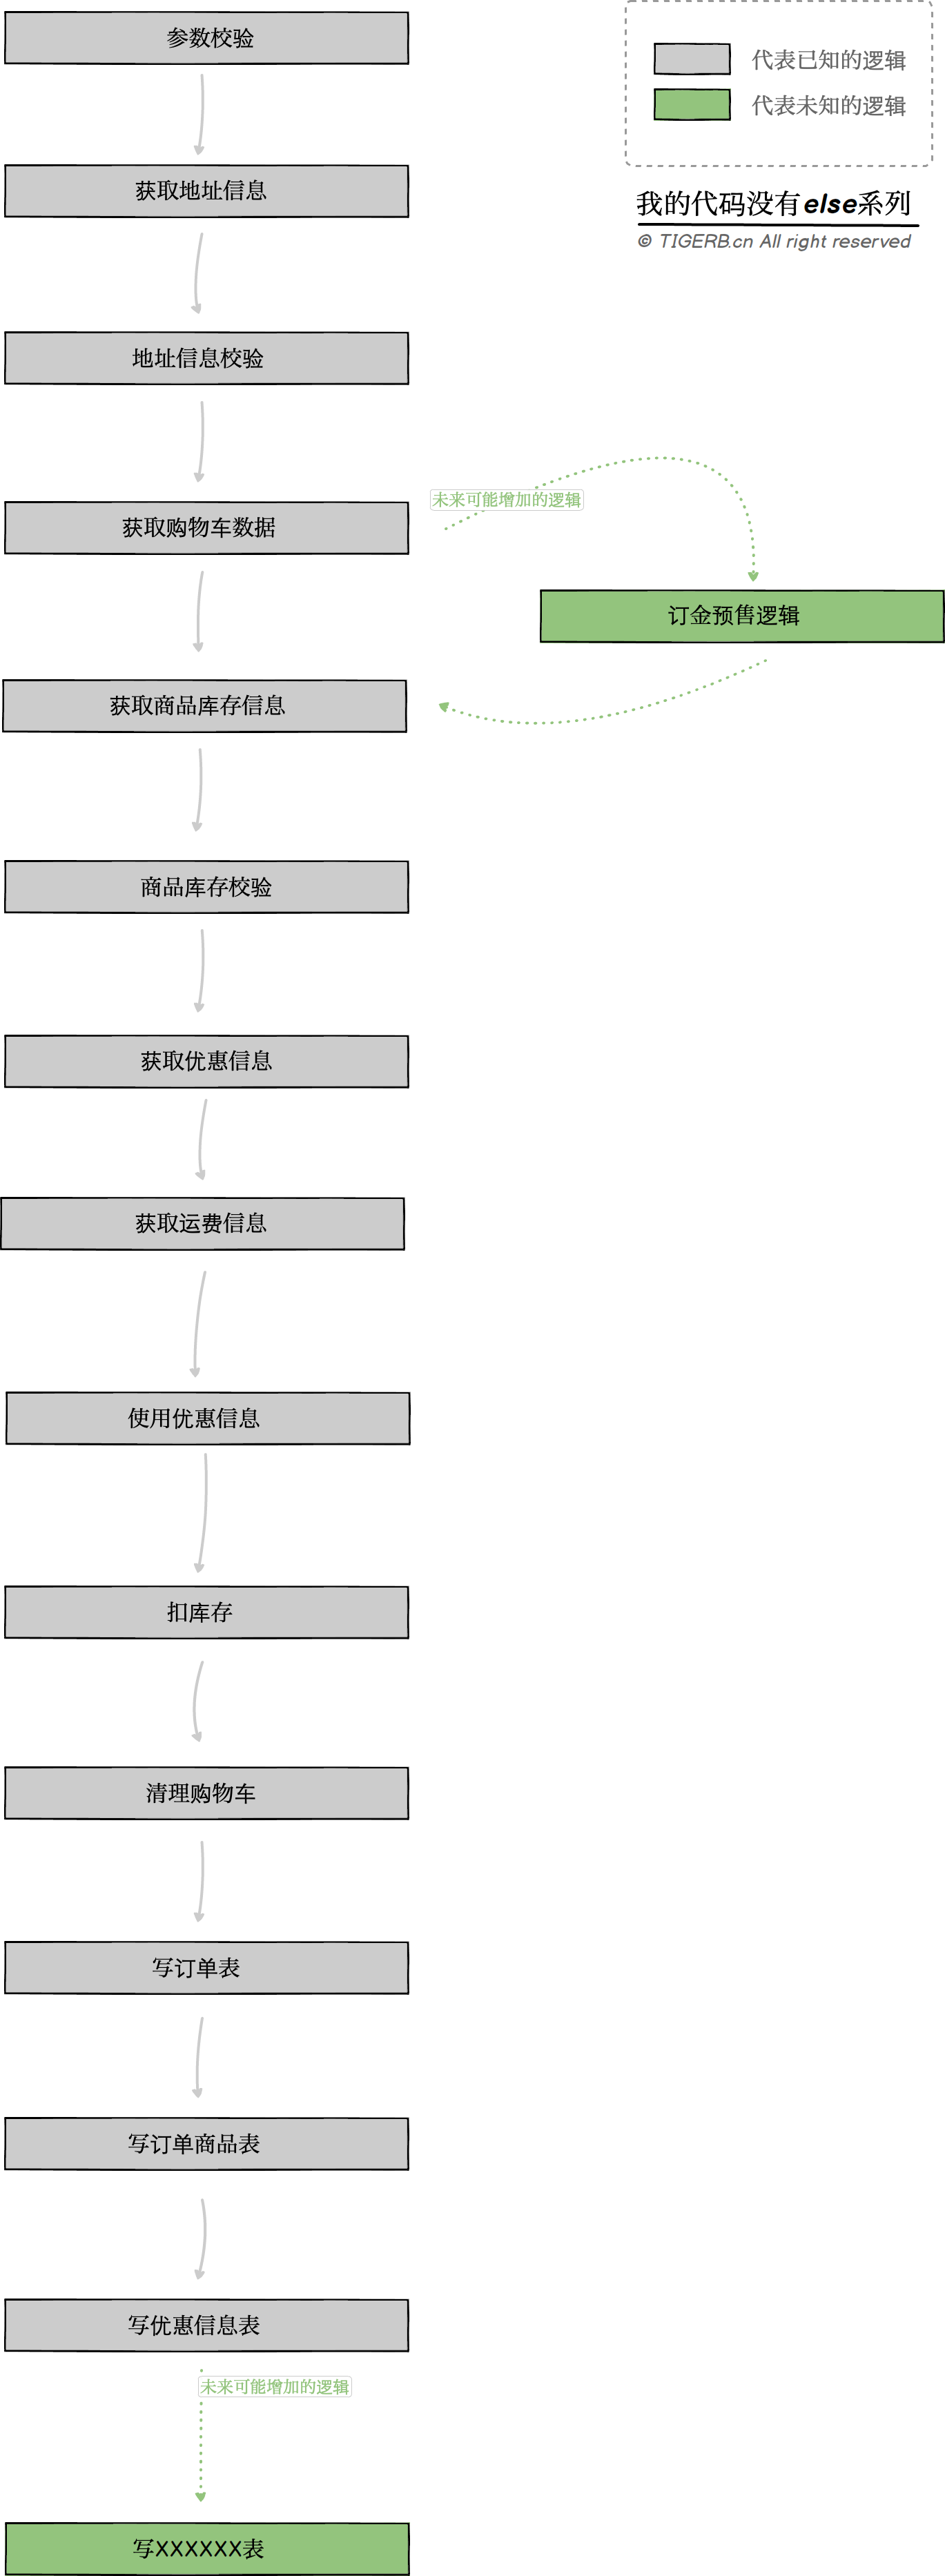 参数校验
代表已知的逻辑
代表未知的逻辑
我的代码没有else系列
© TIGERB.cn All right reserved
获取地址信息
地址信息校验
获取购物车数据
未来可能增加的逻辑
订金预售逻辑
获取商品库存信息
商品库存校验
获取优惠信息
获取运费信息
使用优惠信息
扣库存
清理购物车
写订单表
写订单商品表
写优惠信息表
未来可能增加的逻辑
写XXXXXX表